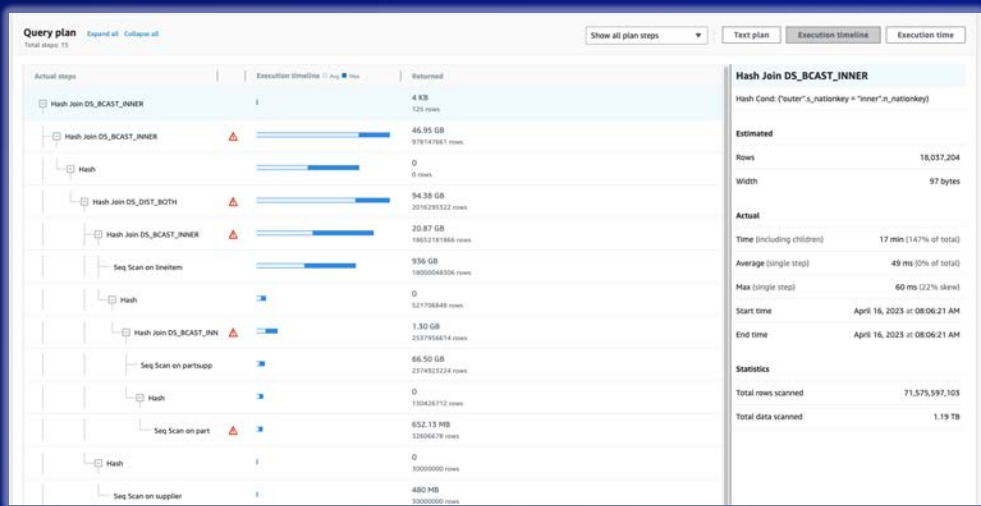 Query plan Expand all Collapse all
Total steps: 15
Show all plan steps Text plan Execution timeline Execution time
Actual steps Execution timeline Avg Max Returned
Hash Join DS_BCAST_INNER 4 KB
125 rows
Hash Join DS_BCAST_INNER 46.95 GB
978147661 rows
Hash 0
0 rows
Hash Join DS_DIST_BOTH 94.38 GB
2016295322 rows
Hash Join DS_BCAST_INNER 20.87 GB
18652181866 rows
Seq Scan on lineitem 936 GB
18000048306 rows
Hash 0
521706848 rows
Hash Join DS_BCAST_INN 1.30 GB
2537956614 rows
Seq Scan on partsupp 66.50 GB
2374923224 rows
Hash 0
130426712 rows
Seq Scan on part 652.13 MB
32606678 rows
Hash 0
30000000 rows
Seq Scan on supplier 480 MB
30000000 rows
Hash Join DS_BCAST_INNER
Hash Cond: ("outer".s_nationkey = "inner".n_nationkey)
Estimated
Rows 18,037,204
Width 97 bytes
Actual
Time (including children) 17 min (147% of total)
Average (single step) 49 ms (0% of total)
Max (single step) 60 ms (22% skew)
Start time April 16, 2023 at 08:06:21 AM
End time April 16, 2023 at 08:06:21 AM
Statistics
Total rows scanned 71,575,597,103
Total data scanned 1.19 TB